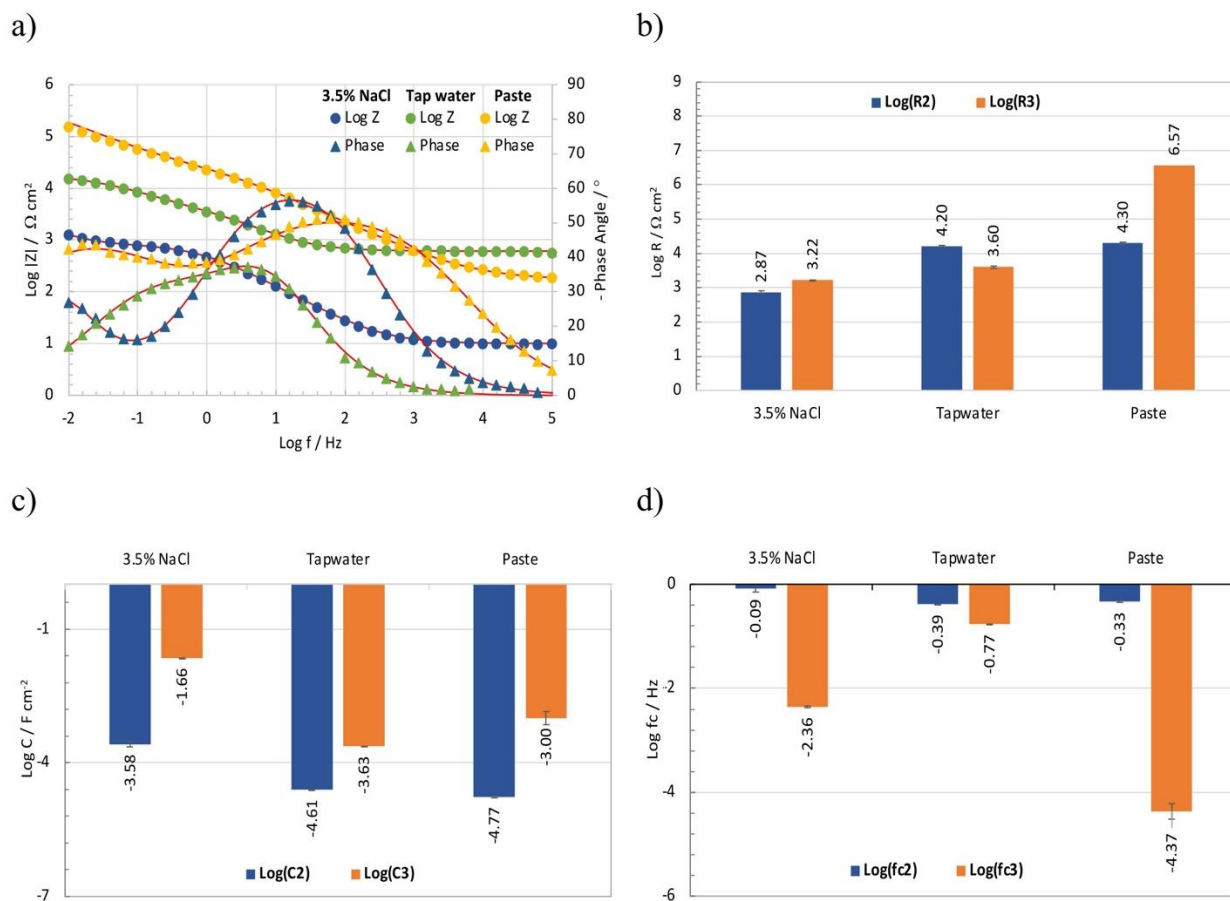 a)
6
5
4
3
2
1
0
Log |Z| / Ω cm²
90
80
70
60
50
40
30
20
10
0
- Phase Angle / °
3.5% NaCl Tap water Paste
Log Z Log Z Log Z
Phase Phase Phase
-2 -1 0 1 2 3 4 5
Log f / Hz
b)
9
8
7
6
5
4
3
2
1
0
Log R / Ω cm²
Log(R2) Log(R3)
2.87 3.22 4.20 3.60 4.30 6.57
3.5% NaCl Tapwater Paste
c)
3.5% NaCl Tapwater Paste
-1
-4
-7
Log C / F cm⁻²
-3.58 -1.66 -4.61 -3.63 -4.77 -3.00
Log(C2) Log(C3)
d)
3.5% NaCl Tapwater Paste
0
-2
-4
-6
Log fc / Hz
-0.09 -2.36 -0.39 -0.77 -0.33 -4.37
Log(fc2) Log(fc3)